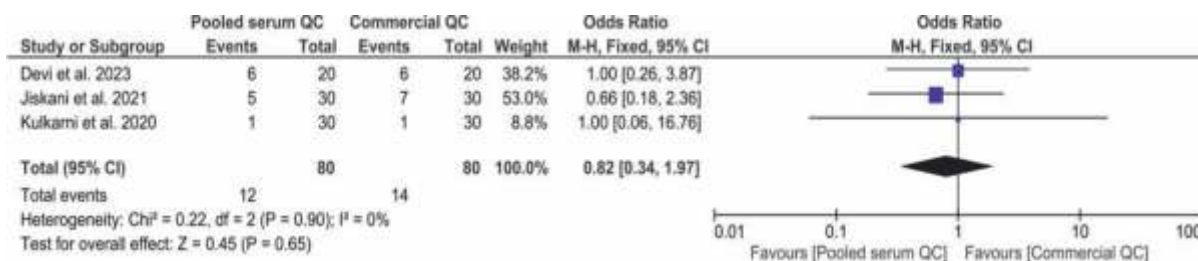 Pooled serum QC Commercial QC Odds Ratio Odds Ratio
Study or Subgroup Events Total Events Total Weight M-H, Fixed, 95% CI M-H, Fixed, 95% CI
Devi et al. 2023 6 20 6 20 38.2% 1.00 [0.26, 3.87]
Jiskani et al. 2021 5 30 7 30 53.0% 0.66 [0.18, 2.36]
Kulkarni et al. 2020 1 30 1 30 8.8% 1.00 [0.06, 16.76]
Total (95% CI) 80 80 100.0% 0.82 [0.34, 1.97]
Total events 12 14
Heterogeneity: Chi² = 0.22, df = 2 (P = 0.90); I² = 0%
Test for overall effect: Z = 0.45 (P = 0.65)
0.01 0.1 1 10 100
Favours [Pooled serum QC] Favours [Commercial QC]